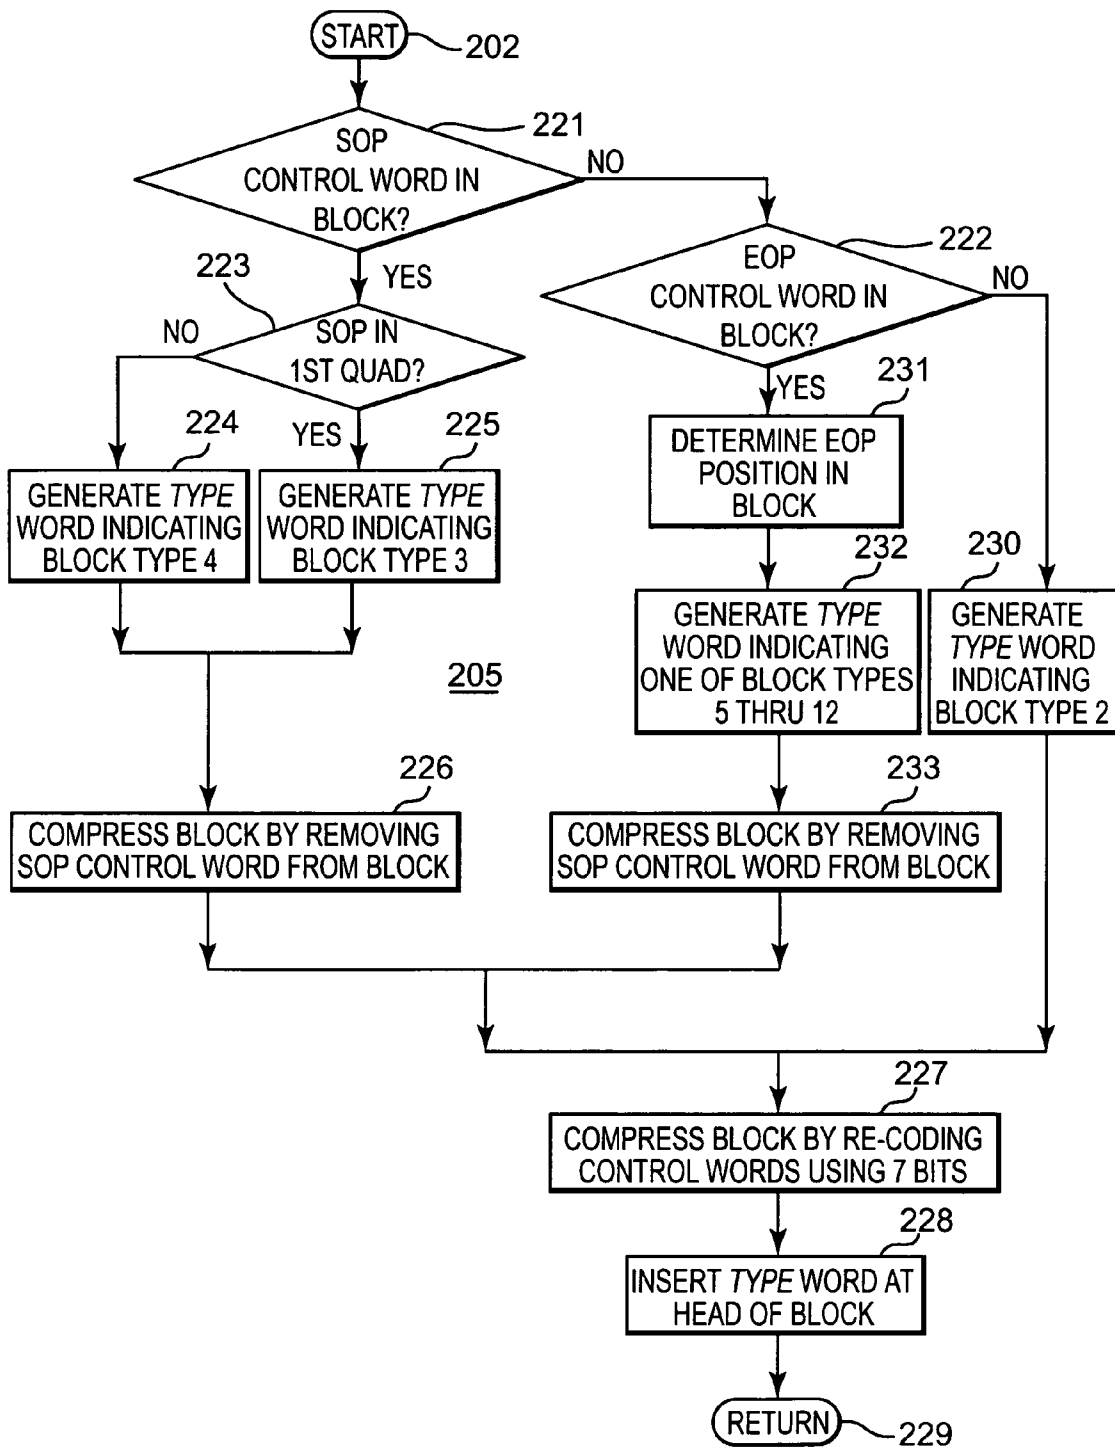 START
202
221
SOP
CONTROL WORD IN
BLOCK?
NO
222
EOP
CONTROL WORD IN
BLOCK?
NO
223
YES
SOP IN
1ST QUAD?
NO
YES
231
DETERMINE EOP
POSITION IN
BLOCK
224
GENERATE TYPE
WORD INDICATING
BLOCK TYPE 4
YES
225
GENERATE TYPE
WORD INDICATING
BLOCK TYPE 3
232
GENERATE TYPE
WORD INDICATING
ONE OF BLOCK TYPES
5 THRU 12
230
GENERATE
TYPE WORD
INDICATING
BLOCK TYPE 2
205
226
COMPRESS BLOCK BY REMOVING
SOP CONTROL WORD FROM BLOCK
233
COMPRESS BLOCK BY REMOVING
SOP CONTROL WORD FROM BLOCK
227
COMPRESS BLOCK BY RE-CODING
CONTROL WORDS USING 7 BITS
228
INSERT TYPE WORD AT
HEAD OF BLOCK
RETURN
229